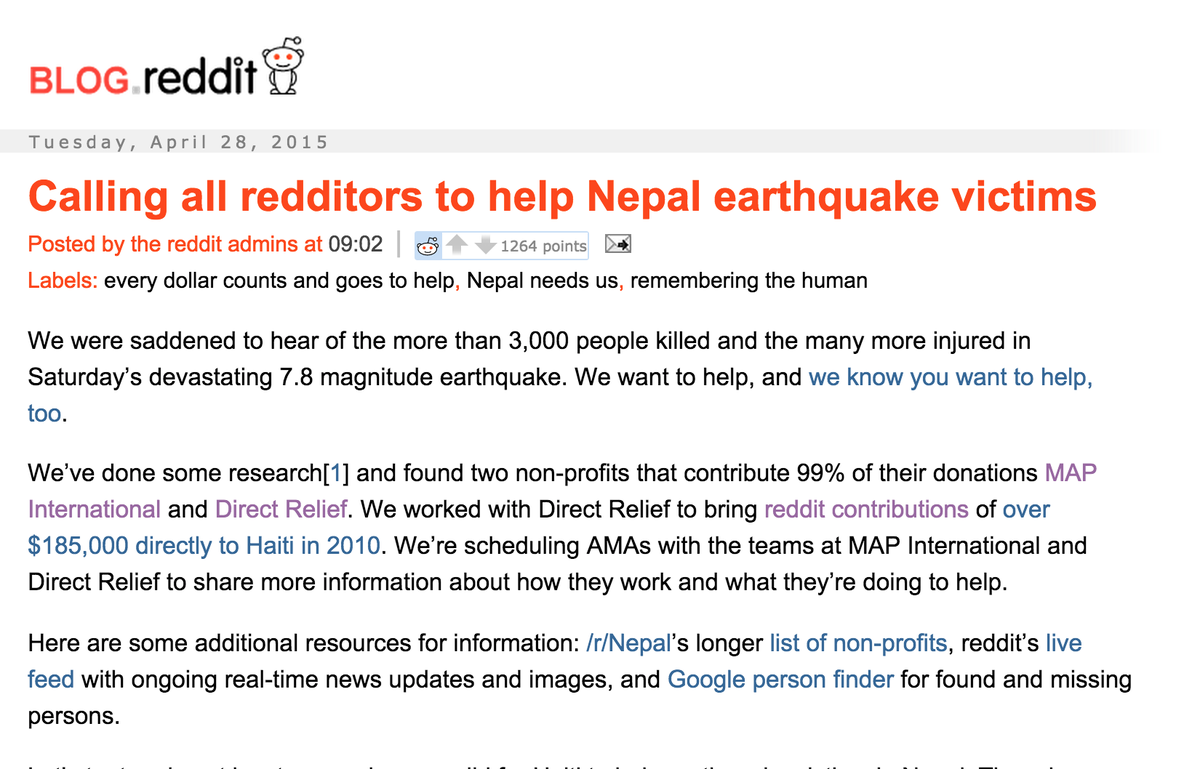 BLOG.reddit
Tuesday, April 28, 2015
Calling all redditors to help Nepal earthquake victims
Posted by the reddit admins at 09:02 | 1264 points
Labels: every dollar counts and goes to help, Nepal needs us, remembering the human
We were saddened to hear of the more than 3,000 people killed and the many more injured in
Saturday’s devastating 7.8 magnitude earthquake. We want to help, and we know you want to help,
too.
We’ve done some research[1] and found two non-profits that contribute 99% of their donations MAP
International and Direct Relief. We worked with Direct Relief to bring reddit contributions of over
$185,000 directly to Haiti in 2010. We’re scheduling AMAs with the teams at MAP International and
Direct Relief to share more information about how they work and what they’re doing to help.
Here are some additional resources for information: /r/Nepal’s longer list of non-profits, reddit’s live
feed with ongoing real-time news updates and images, and Google person finder for found and missing
persons.